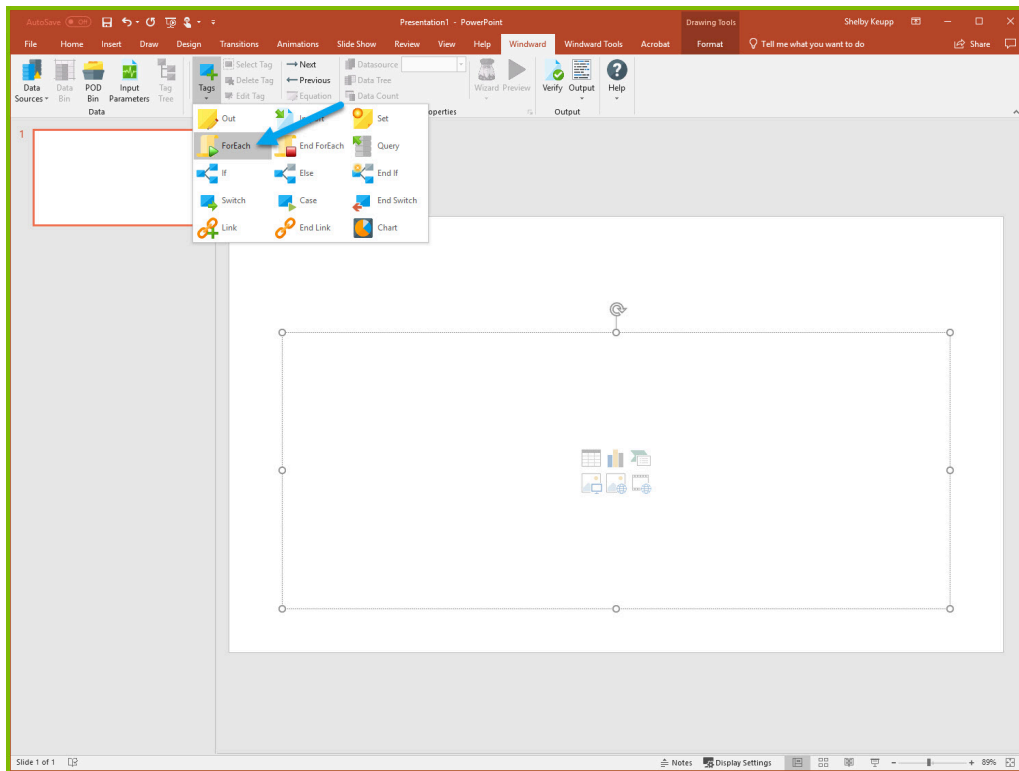 AutoSave Off Presentation1 - PowerPoint Drawing Tools Shelby Keupp
File Home Insert Draw Design Transitions Animations Slide Show Review View Help Windward Windward Tools Acrobat Format Tell me what you want to do Share
Select Tag Next Datasource
Delete Tag Previous Data Tree
Edit Tag Equation Data Count
Data Sources Data Bin POD Bin Input Parameters Tag Tree Tags Wizard Preview Verify Output Help
Data Output
Out Set
ForEach End ForEach Query
If Else End If
Switch Case End Switch
Link End Link Chart
1
Slide 1 of 1 Notes Display Settings 89%